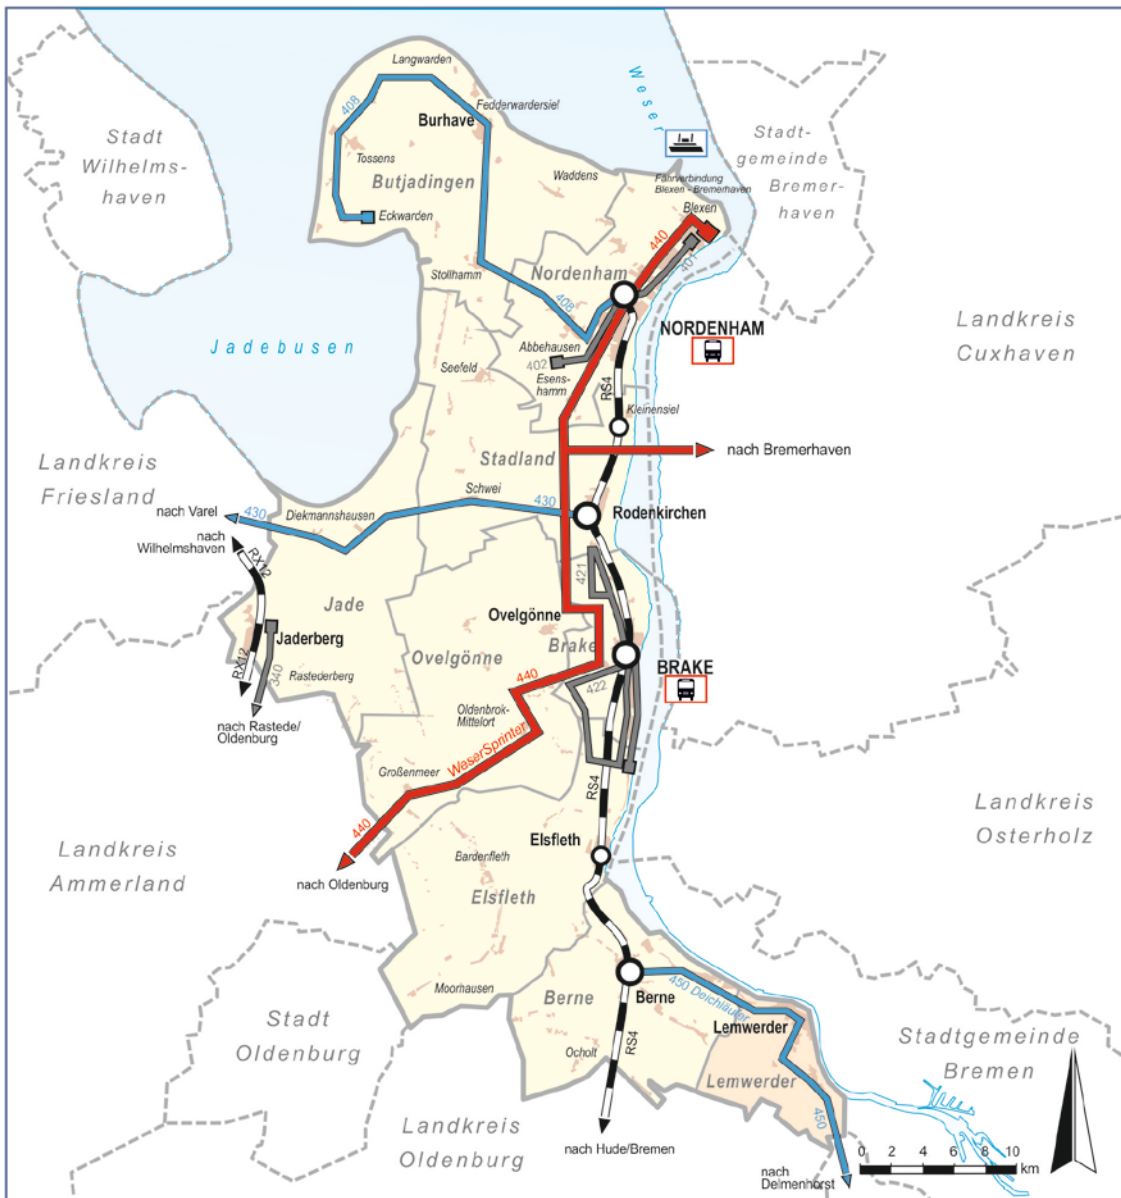 Langwarden
408
Fedderwardersiel
Burhave
Weser
Stadt
Wilhelms-
haven
Stadt-
gemeinde
Bremer-
haven
Tossens
Butjadingen
Waddens
Fährverbindung
Blexen - Bremerhaven
Blexen
Eckwarden
440
401
Stollhamm
Nordenham
408
NORDENHAM
Landkreis
Cuxhaven
Jadebusen
Abbehausen
402
Seefeld
Esens-
hamm
RS4
Kleinensiel
Landkreis
Friesland
Stadland
nach Bremerhaven
Schwei
430
nach Varel
430
Diekmannshausen
Rodenkirchen
nach
Wilhelmshaven
RX12
421
Jade
Ovelgönne
Jaderberg
Ovelgönne
Brake
BRAKE
RX12
340
Rastederberg
440
422
Oldenbrok-
Mittelort
nach Rastede/
Oldenburg
WeserSprinter
Großenmeer
RS4
Landkreis
Osterholz
440
Elsfleth
Landkreis
Ammerland
Bardenfleth
nach Oldenburg
Elsfleth
Moorhausen
Berne
Berne
450 Deichläufer
Lemwerder
Stadt
Oldenburg
Stadtgemeinde
Bremen
Ocholt
RS4
Lemwerder
450
Landkreis
Oldenburg
nach Hude/Bremen
0 2 4 6 8 10
km
nach
Delmenhorst